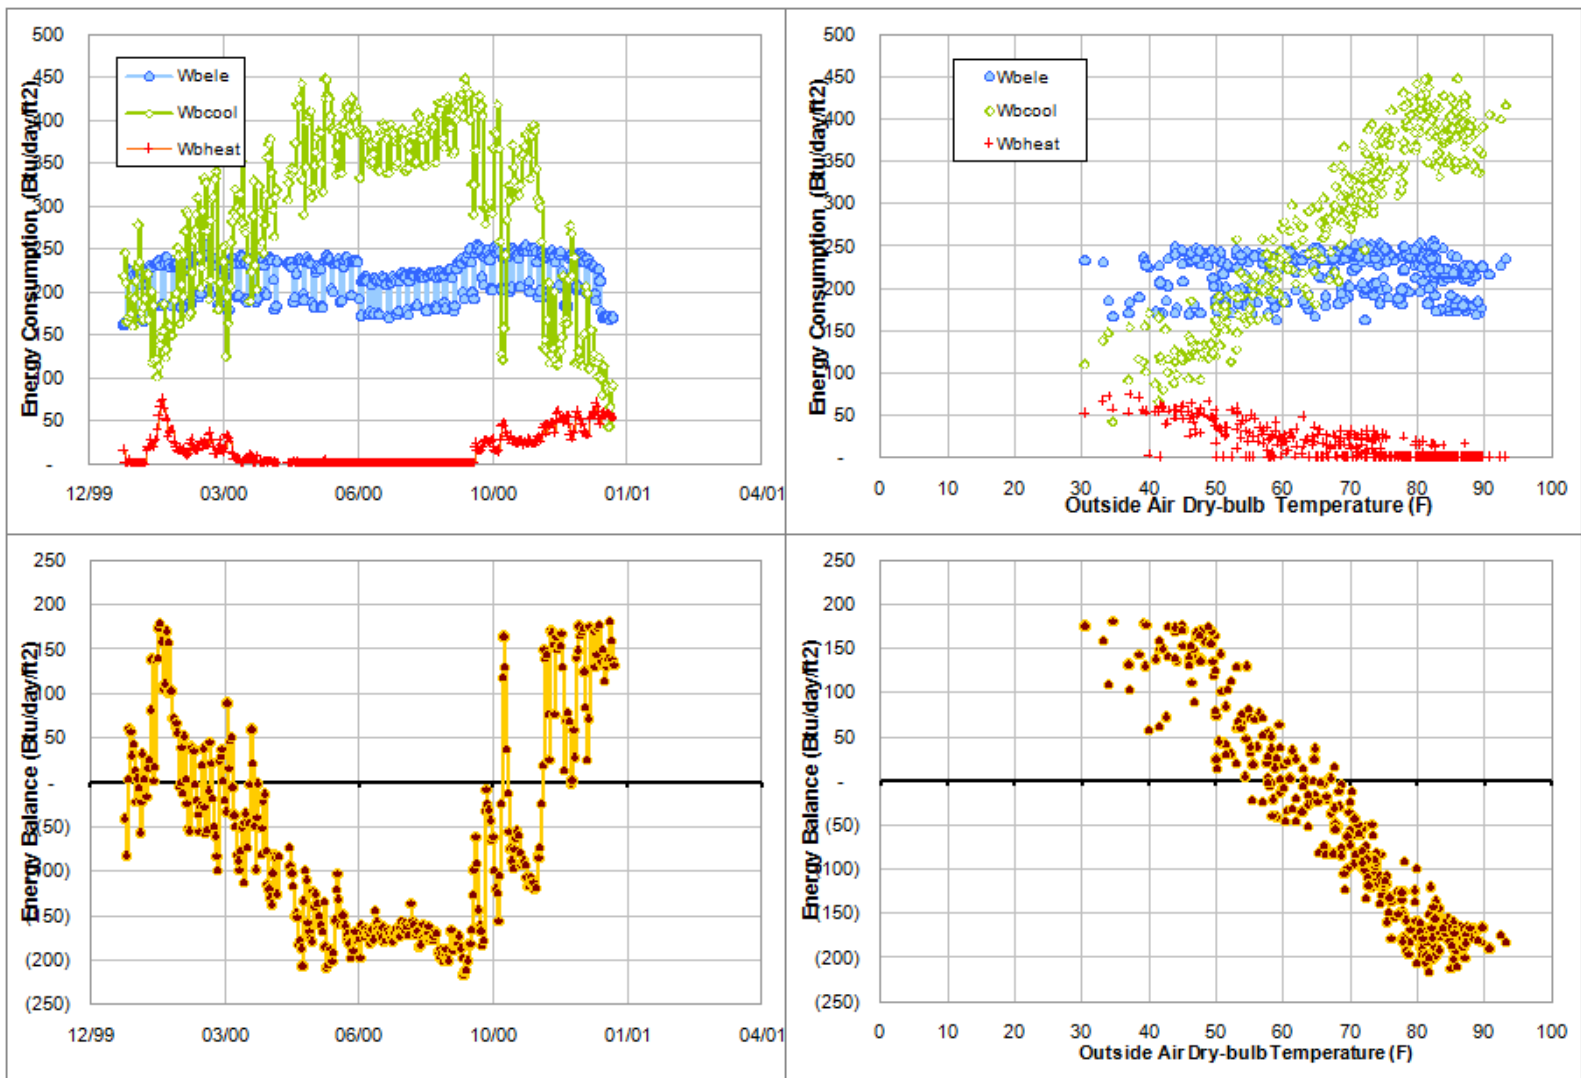 500
450
400
350
300
250
200
150
100
50
-
12/99 03/00 06/00 10/00 01/01 04/01
Energy Consumption (Btu/day/ft2)
Wbele
Wbcool
Wbheat
500
450
400
350
300
250
200
150
100
50
-
0 10 20 30 40 50 60 70 80 90 100
Outside Air Dry-bulb Temperature (F)
Energy Consumption (Btu/day/ft2)
Wbele
Wbcool
Wbheat
250
200
150
100
50
-
(50)
(100)
(150)
(200)
(250)
12/99 03/00 06/00 10/00 01/01 04/01
Energy Balance (Btu/day/ft2)
250
200
150
100
50
-
(50)
(100)
(150)
(200)
(250)
0 10 20 30 40 50 60 70 80 90 100
Outside Air Dry-bulb Temperature (F)
Energy Balance (Btu/day/ft2)